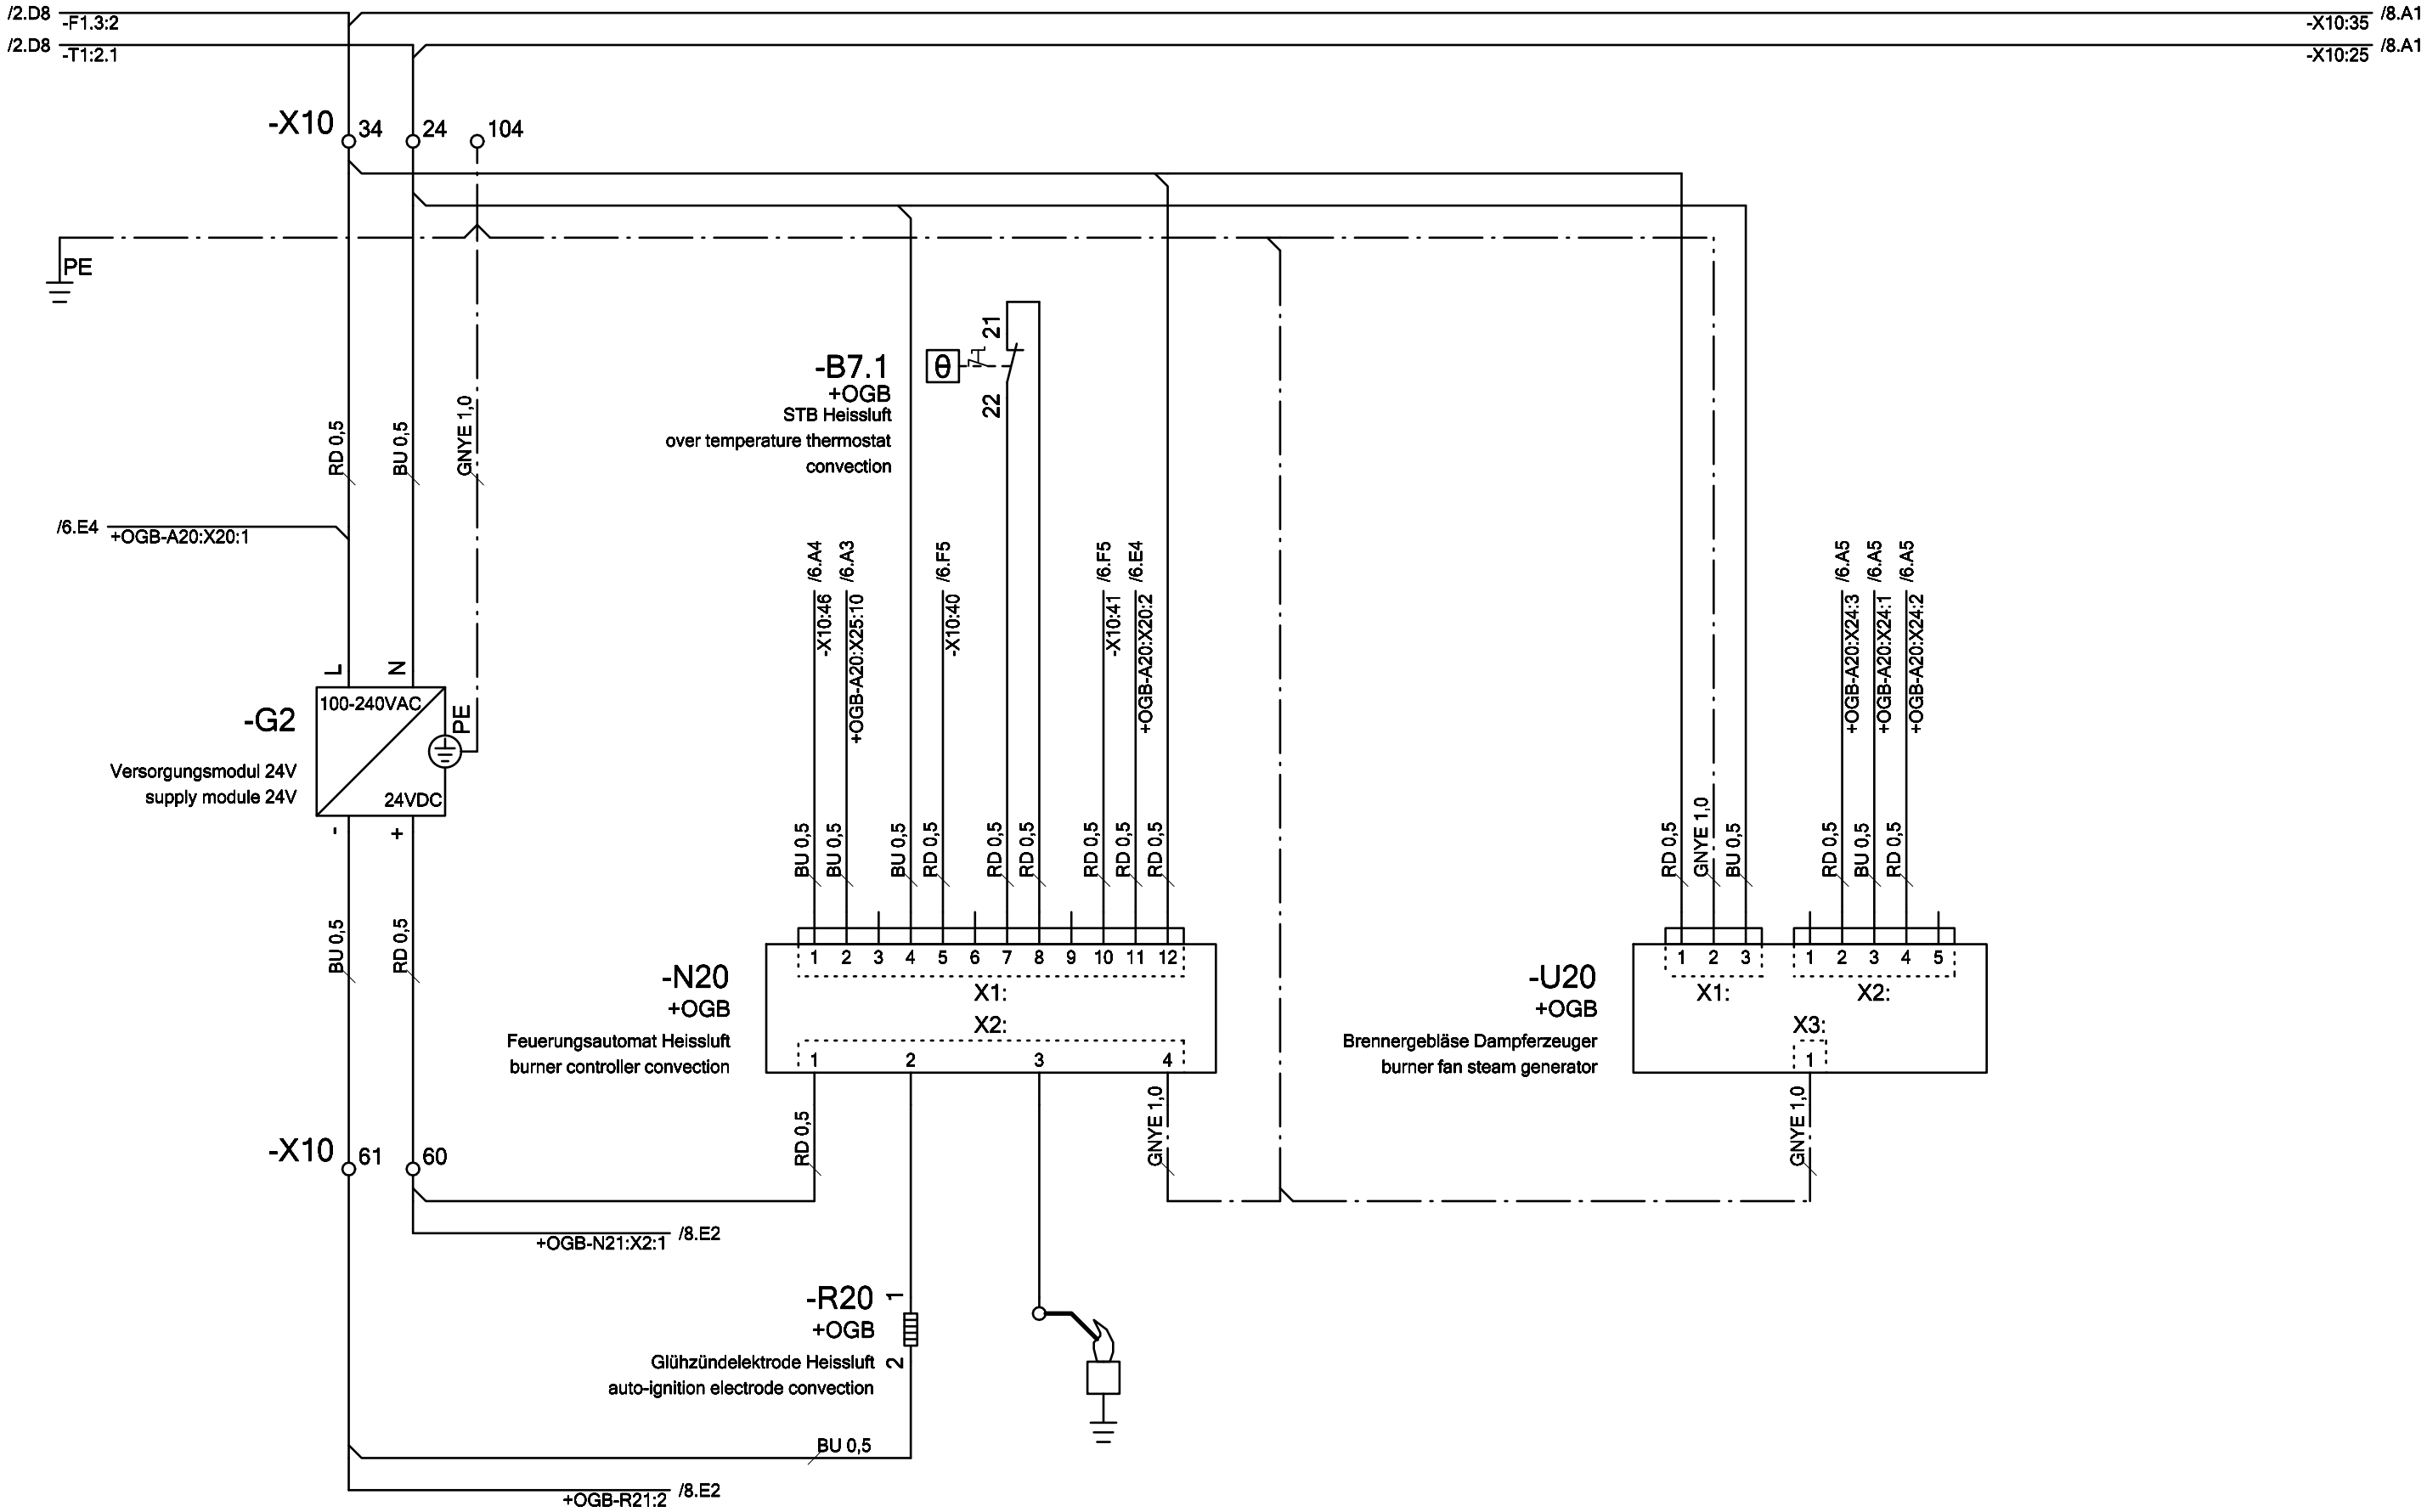 /2.D8
-F1.3:2
/8.A1
-X10:35
/2.D8
-T1:2.1
/8.A1
-X10:25
-X10
34
24
104
PE
RD 0,5
BU 0,5
GNYE 1,0
21
22
θ
-B7.1
+OGB
STB Heissluft
over temperature thermostat
convection
/6.E4
+OGB-A20:X20:1
/6.A4
-X10:46
/6.A3
+OGB-A20:X25:10
/6.F5
-X10:40
/6.F5
-X10:41
/6.E4
+OGB-A20:X20:2
/6.A5
+OGB-A20:X24:3
/6.A5
+OGB-A20:X24:1
/6.A5
+OGB-A20:X24:2
L
N
PE
100-240VAC
24VDC
-G2
Versorgungsmodul 24V
supply module 24V
-
+
BU 0,5
BU 0,5
BU 0,5
RD 0,5
RD 0,5
RD 0,5
RD 0,5
RD 0,5
RD 0,5
RD 0,5
GNYE 1,0
BU 0,5
RD 0,5
BU 0,5
RD 0,5
BU 0,5
RD 0,5
-N20
+OGB
Feuerungsautomat Heissluft
burner controller convection
1 2 3 4 5 6 7 8 9 10 11 12
X1:
X2:
1 2 3 4
-U20
+OGB
Brennergebläse Dampferzeuger
burner fan steam generator
1 2 3
X1:
1 2 3 4 5
X2:
X3:
1
RD 0,5
GNYE 1,0
GNYE 1,0
-X10
61
60
+OGB-N21:X2:1
/8.E2
-R20
+OGB
1
2
Glühzündelektrode Heissluft
auto-ignition electrode convection
BU 0,5
+OGB-R21:2
/8.E2